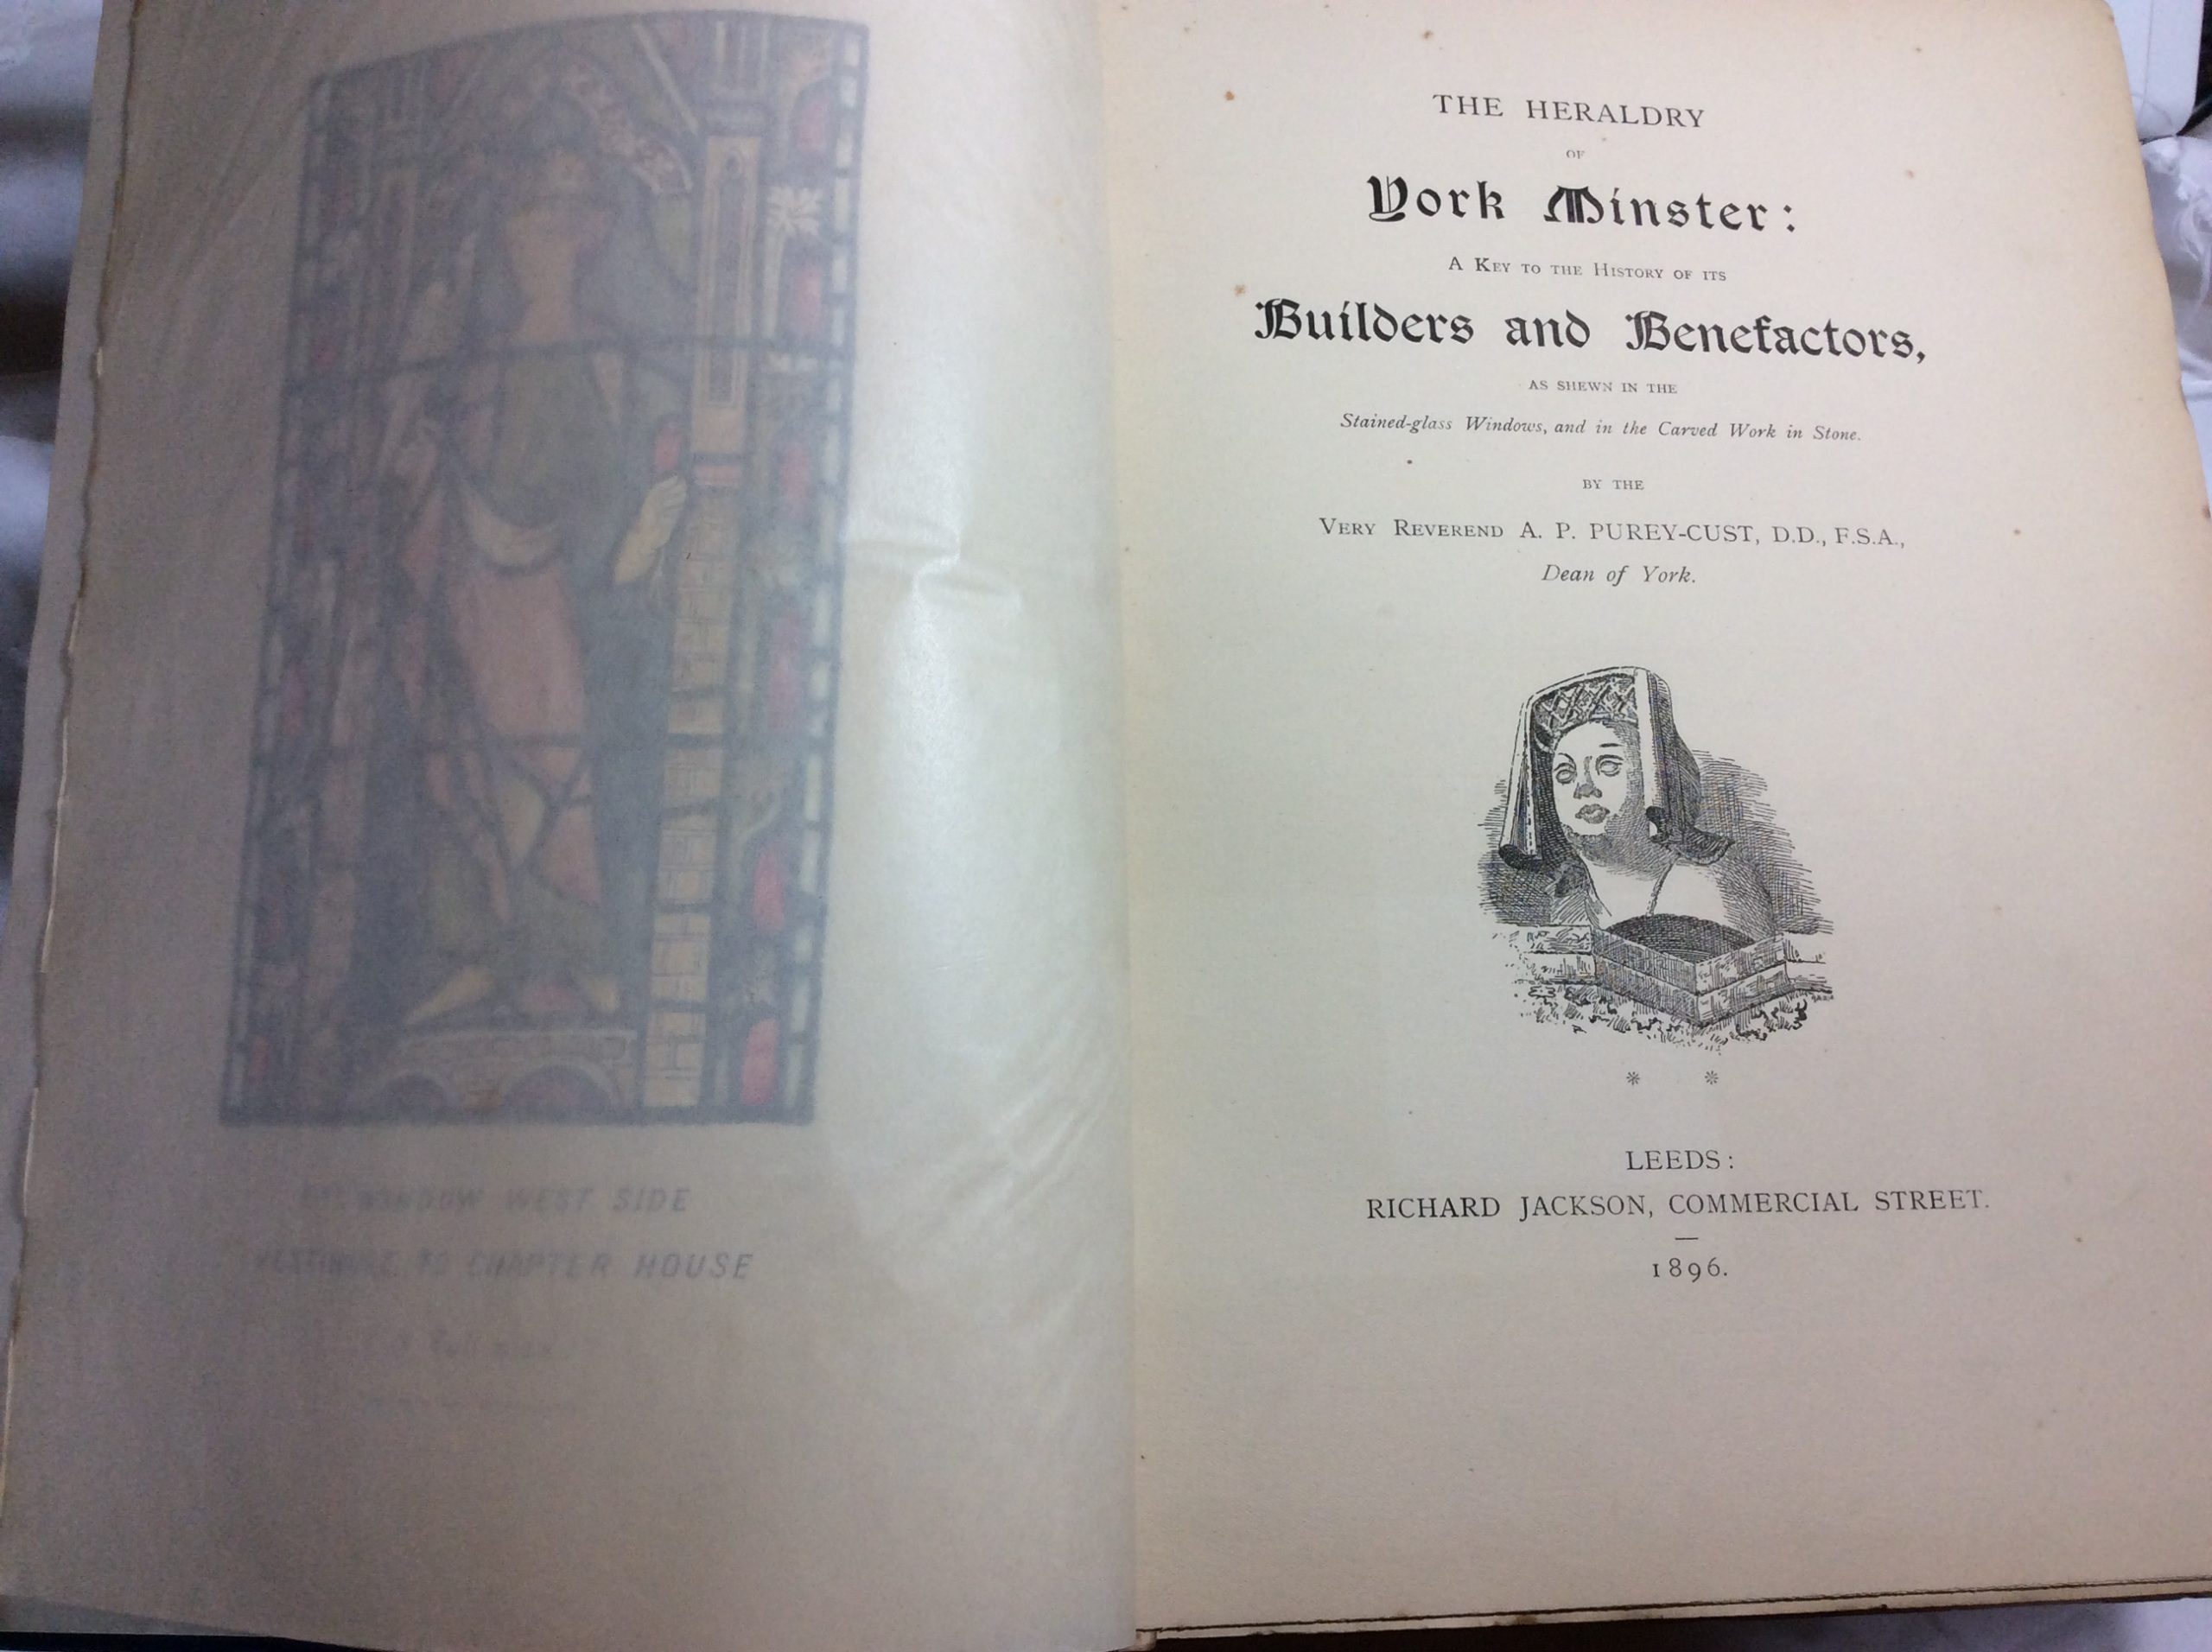 WINDOW WEST SIDE
VESTIBULE TO CHAPTER HOUSE
THE HERALDRY
OF
York Minster:
A KEY TO THE HISTORY OF ITS
Builders and Benefactors,
AS SHEWN IN THE
Stained-glass Windows, and in the Carved Work in Stone.
BY THE
VERY REVEREND A. P. PUREY-CUST, D.D., F.S.A.,
Dean of York.
* *
LEEDS:
RICHARD JACKSON, COMMERCIAL STREET.
1896.